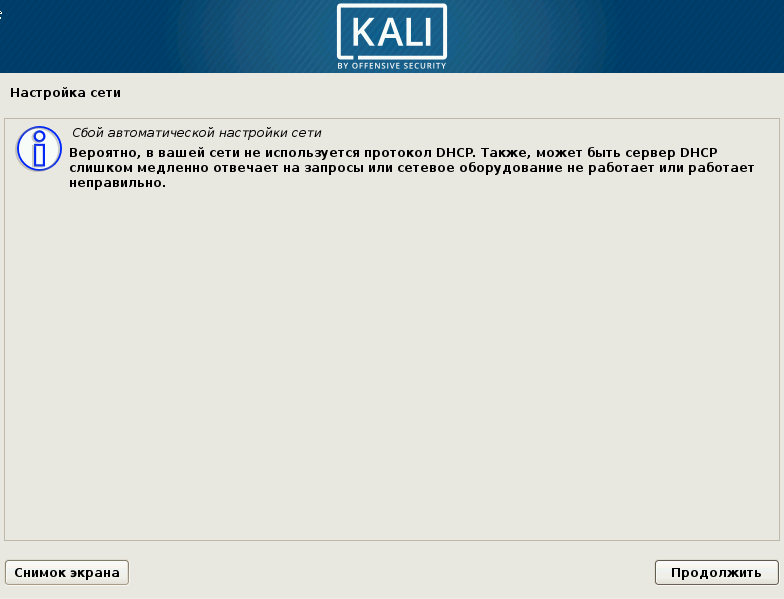 KALI
BY OFFENSIVE SECURITY
Настройка сети
Сбой автоматической настройки сети
Вероятно, в вашей сети не используется протокол DHCP. Также, может быть сервер DHCP
слишком медленно отвечает на запросы или сетевое оборудование не работает или работает
неправильно.
Снимок экрана
Продолжить